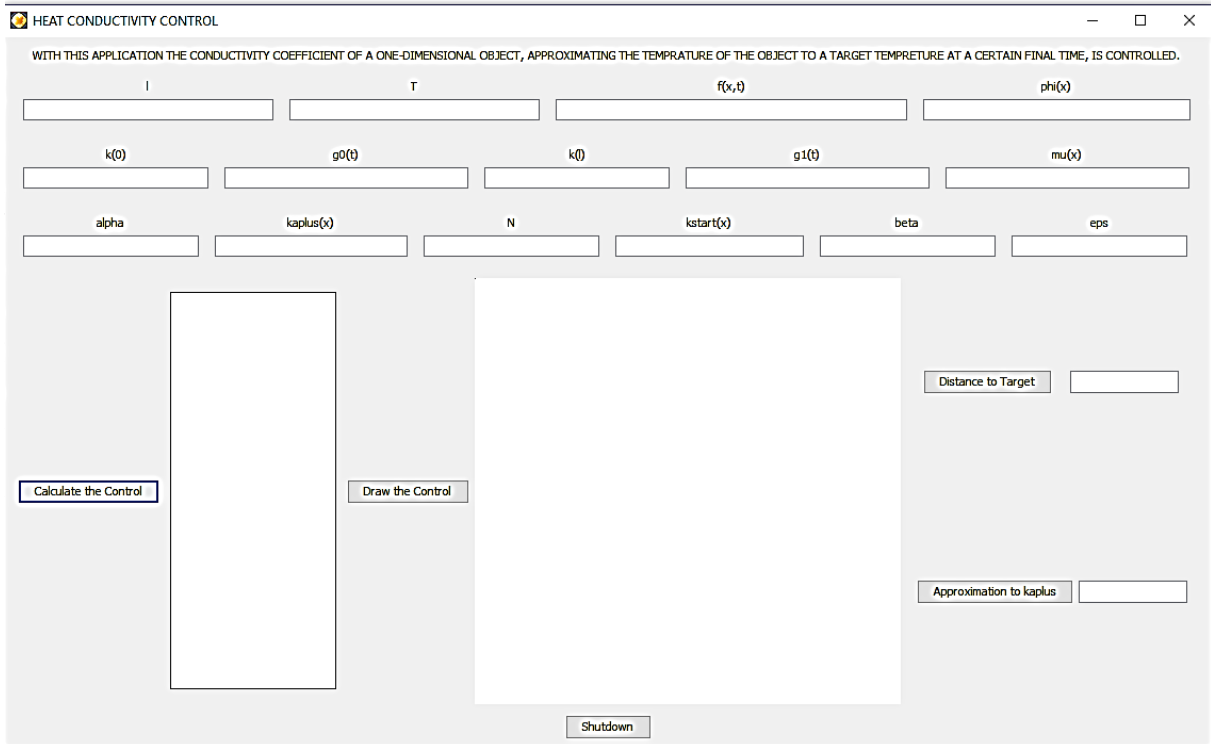 HEAT CONDUCTIVITY CONTROL
WITH THIS APPLICATION THE CONDUCTIVITY COEFFICIENT OF A ONE-DIMENSIONAL OBJECT, APPROXIMATING THE TEMPRATURE OF THE OBJECT TO A TARGET TEMPRETURE AT A CERTAIN FINAL TIME, IS CONTROLLED.
l T f(x,t) phi(x)
k(0) g0(t) k(l) g1(t) mu(x)
alpha kaplus(x) N kstart(x) beta eps
Distance to Target
Calculate the Control Draw the Control
Approximation to kaplus
Shutdown